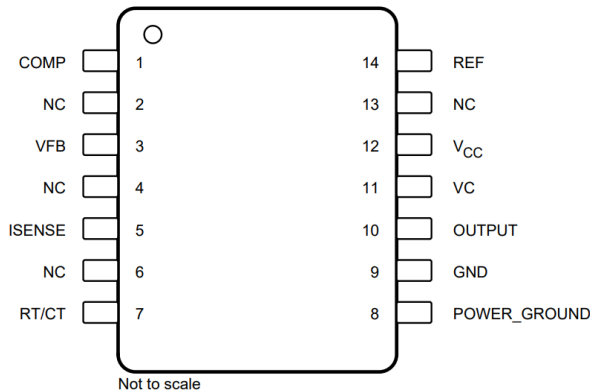 COMP 1 14 REF
NC 2 13 NC
VFB 3 12 VCC
NC 4 11 VC
ISENSE 5 10 OUTPUT
NC 6 9 GND
RT/CT 7 8 POWER_GROUND
Not to scale